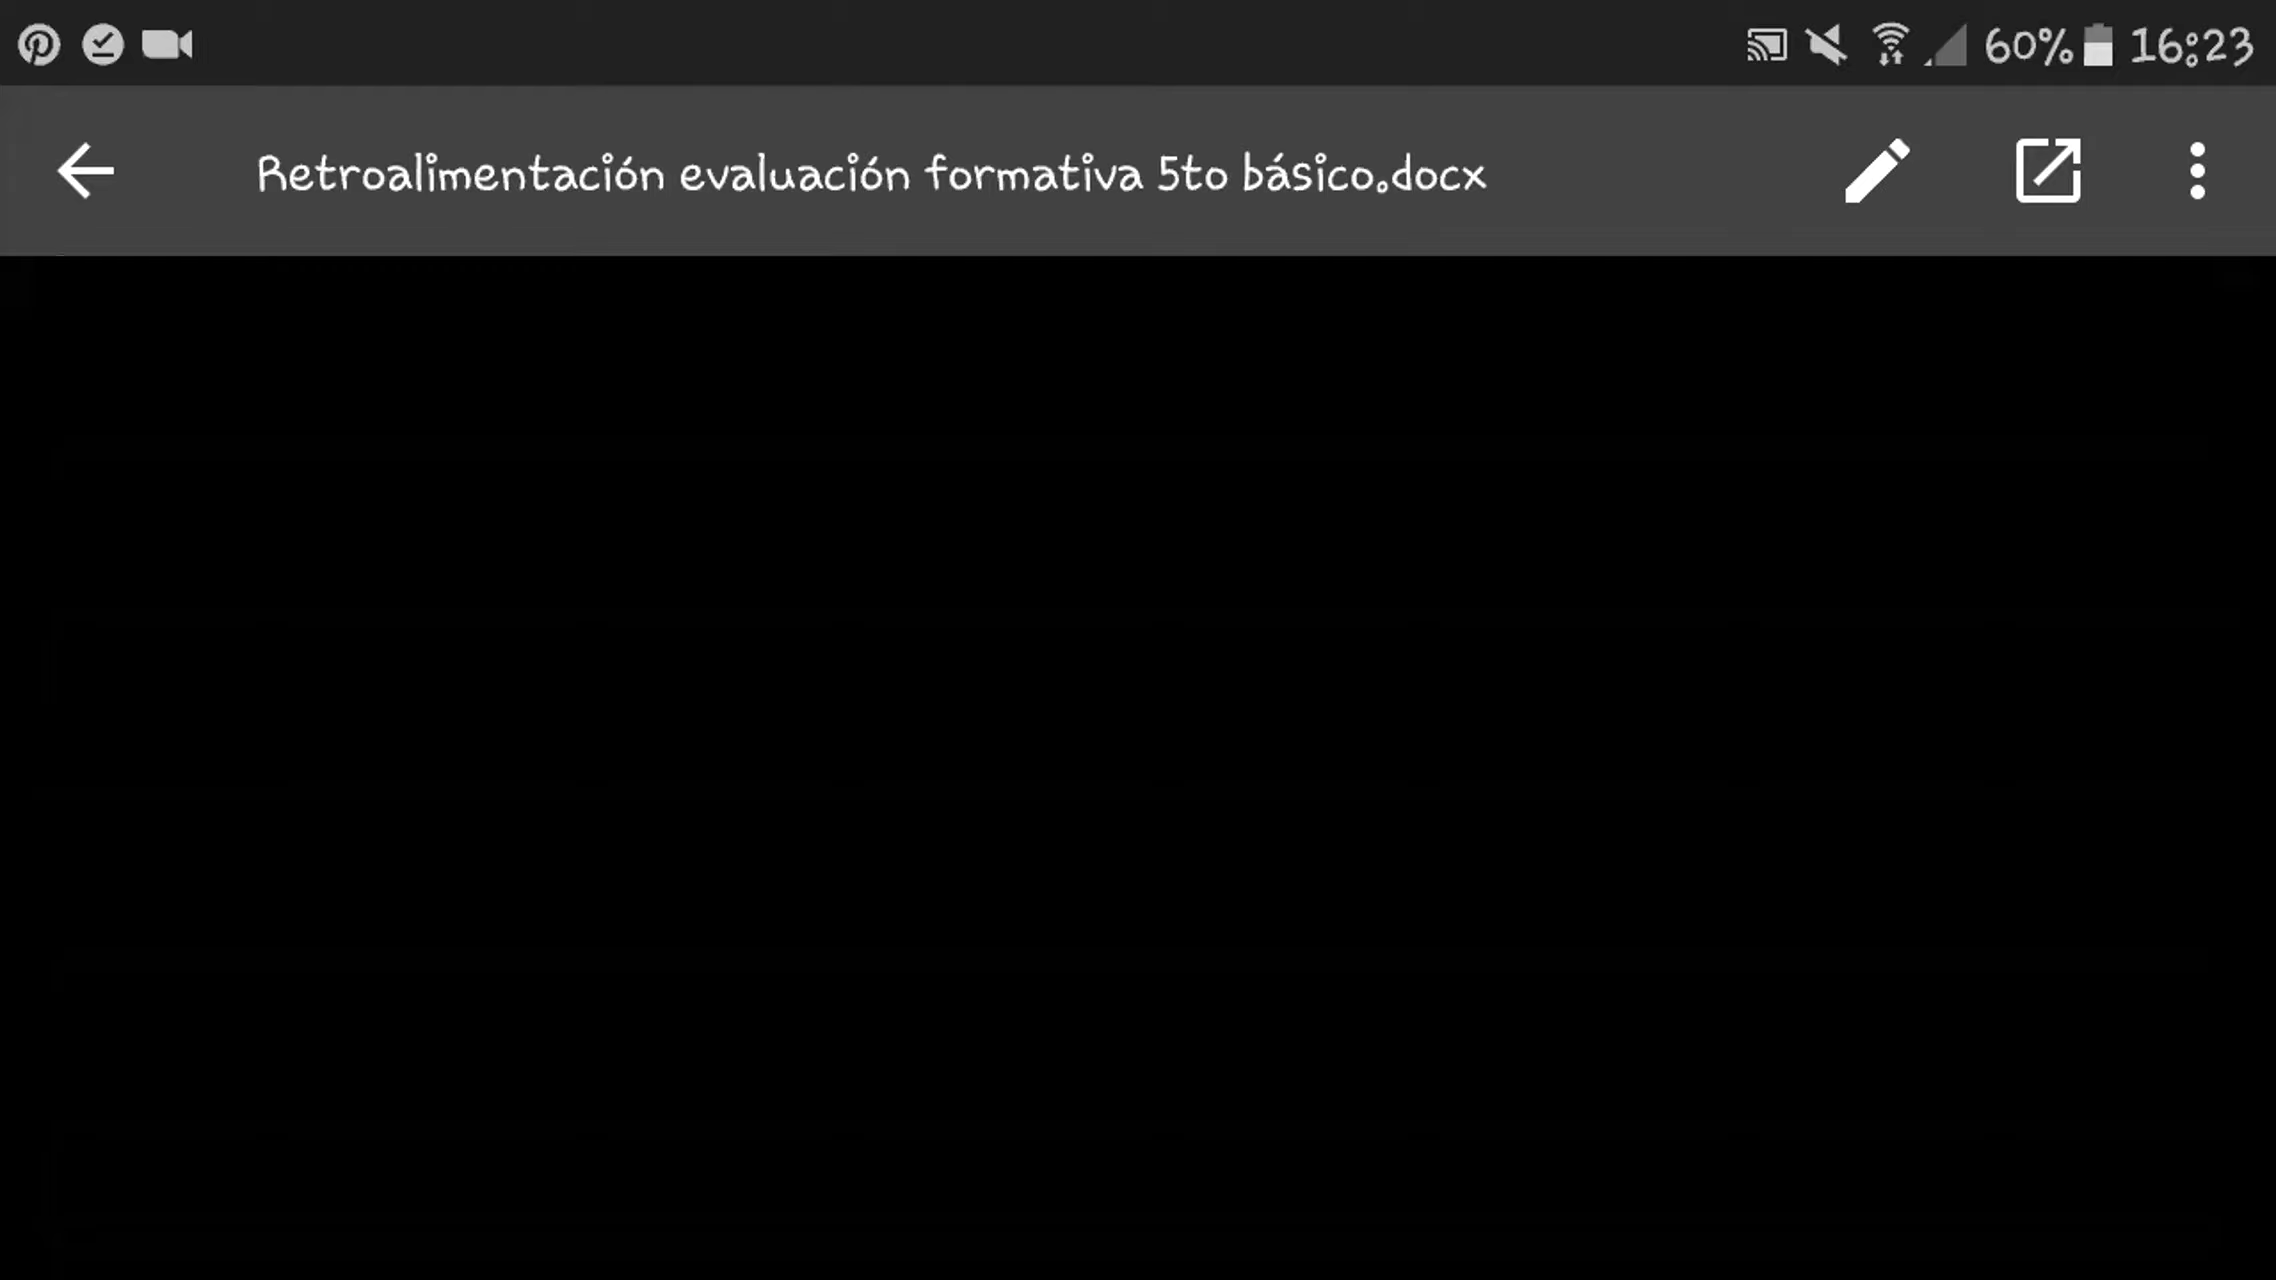 60% 16:23
Retroalimentación evaluación formativa 5to básico.docx